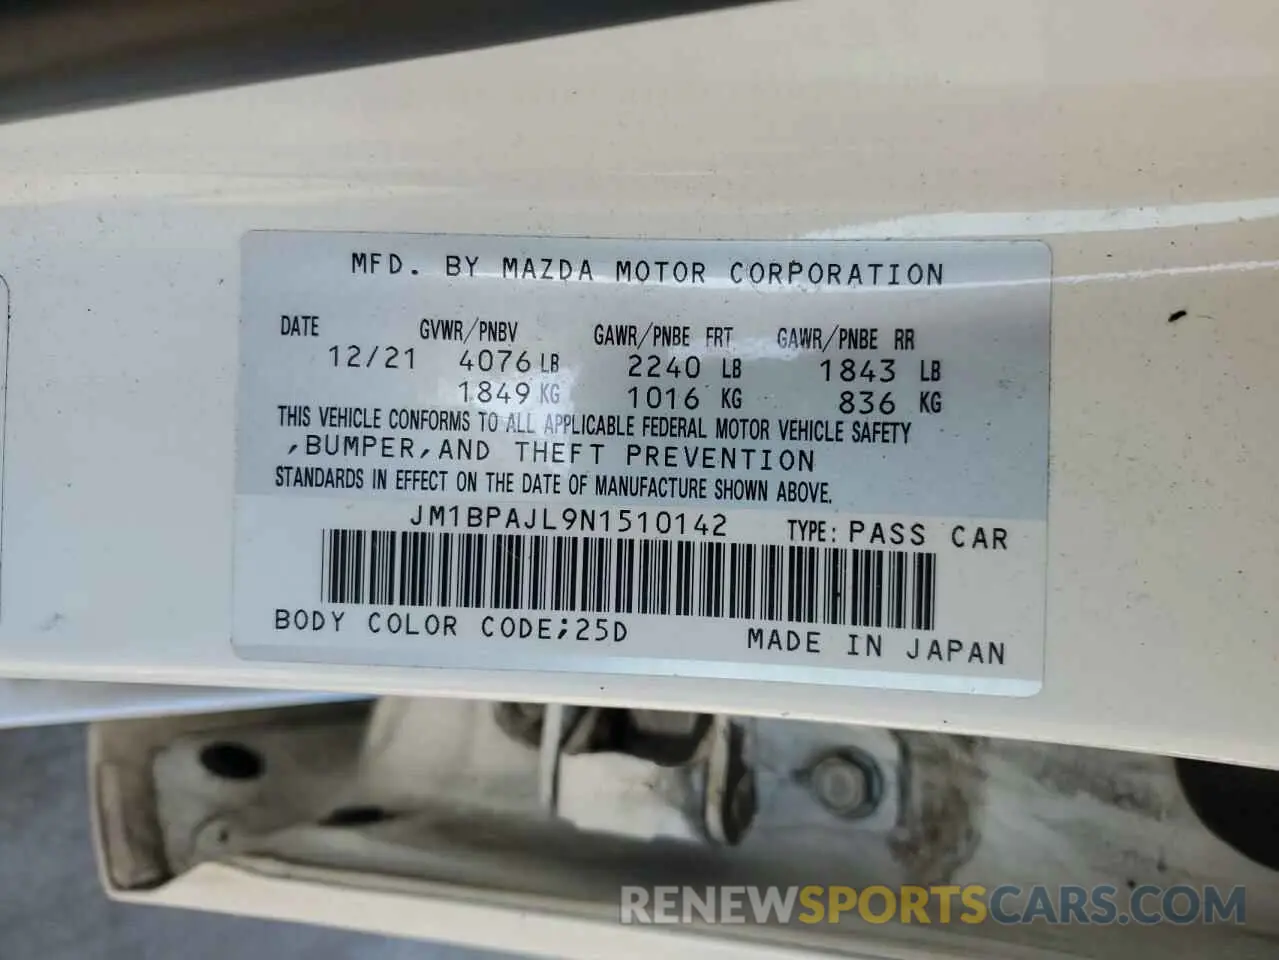 MFD. BY MAZDA MOTOR CORPORATION
DATE GVWR/PNBV GAWR/PNBE FRT GAWR/PNBE RR
12/21 4076 LB 2240 LB 1843 LB
1849 KG 1016 KG 836 KG
THIS VEHICLE CONFORMS TO ALL APPLICABLE FEDERAL MOTOR VEHICLE SAFETY
,BUMPER,AND THEFT PREVENTION
STANDARDS IN EFFECT ON THE DATE OF MANUFACTURE SHOWN ABOVE.
JM1BPAJL9N1510142 TYPE: PASS CAR
BODY COLOR CODE;25D MADE IN JAPAN
RENEWSPORTSCARS.COM